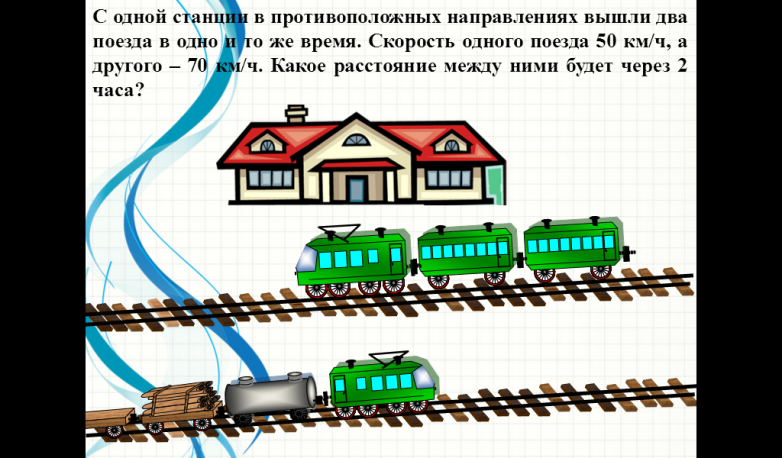 С одной станции в противоположных направлениях вышли два
поезда в одно и то же время. Скорость одного поезда 50 км/ч, а
другого – 70 км/ч. Какое расстояние между ними будет через 2
часа?